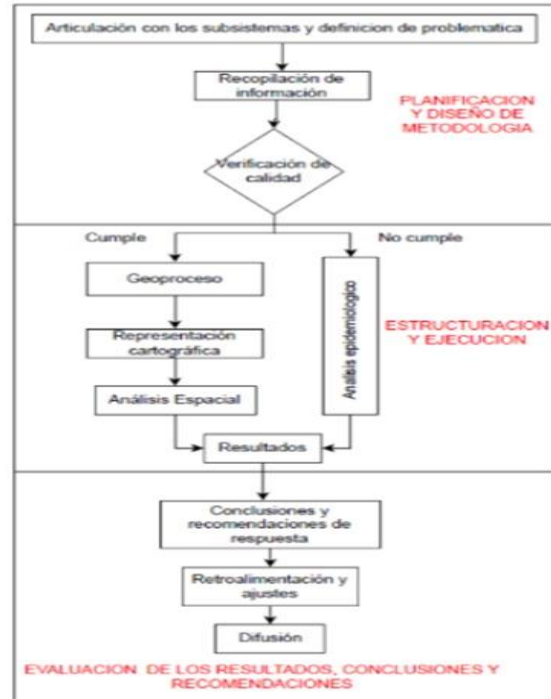 Articulación con los subsistemas y definicion de problematica
Recopilación de
información
PLANIFICACION
Y DISEÑO DE
METODOLOGIA
Verificación de
calidad
Cumple
No cumple
Geoproceso
Representación
cartográfica
Análisis Espacial
Analisis epidemiologico
ESTRUCTURACION
Y EJECUCION
Resultados
Conclusiones y
recomendaciones de
respuesta
Retroalimentación y
ajustes
Difusión
EVALUACION DE LOS RESULTADOS, CONCLUSIONES Y
RECOMENDACIONES